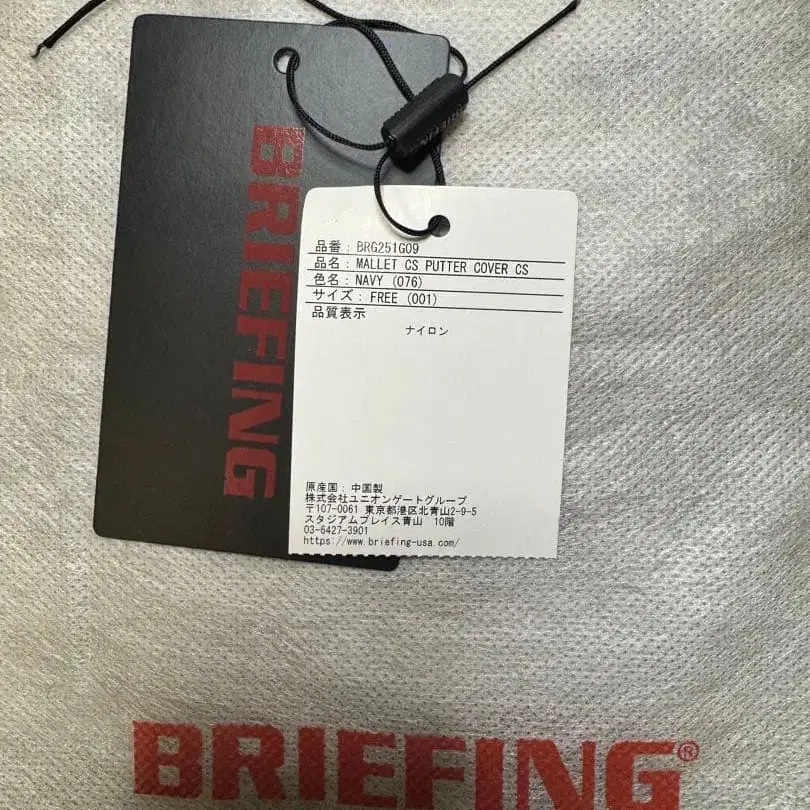 BRIEFING
品番 : BRG251G09
品名 : MALLET CS PUTTER COVER CS
色名 : NAVY (076)
サイズ : FREE (001)
品質表示
ナイロン
原産国 : 中国製
株式会社ユニオンゲートグループ
〒107-0061 東京都港区北青山2-9-5
スタジアムプレイス青山 10階
03-6427-3901
https://www.briefing-usa.com/
BRIEFING®